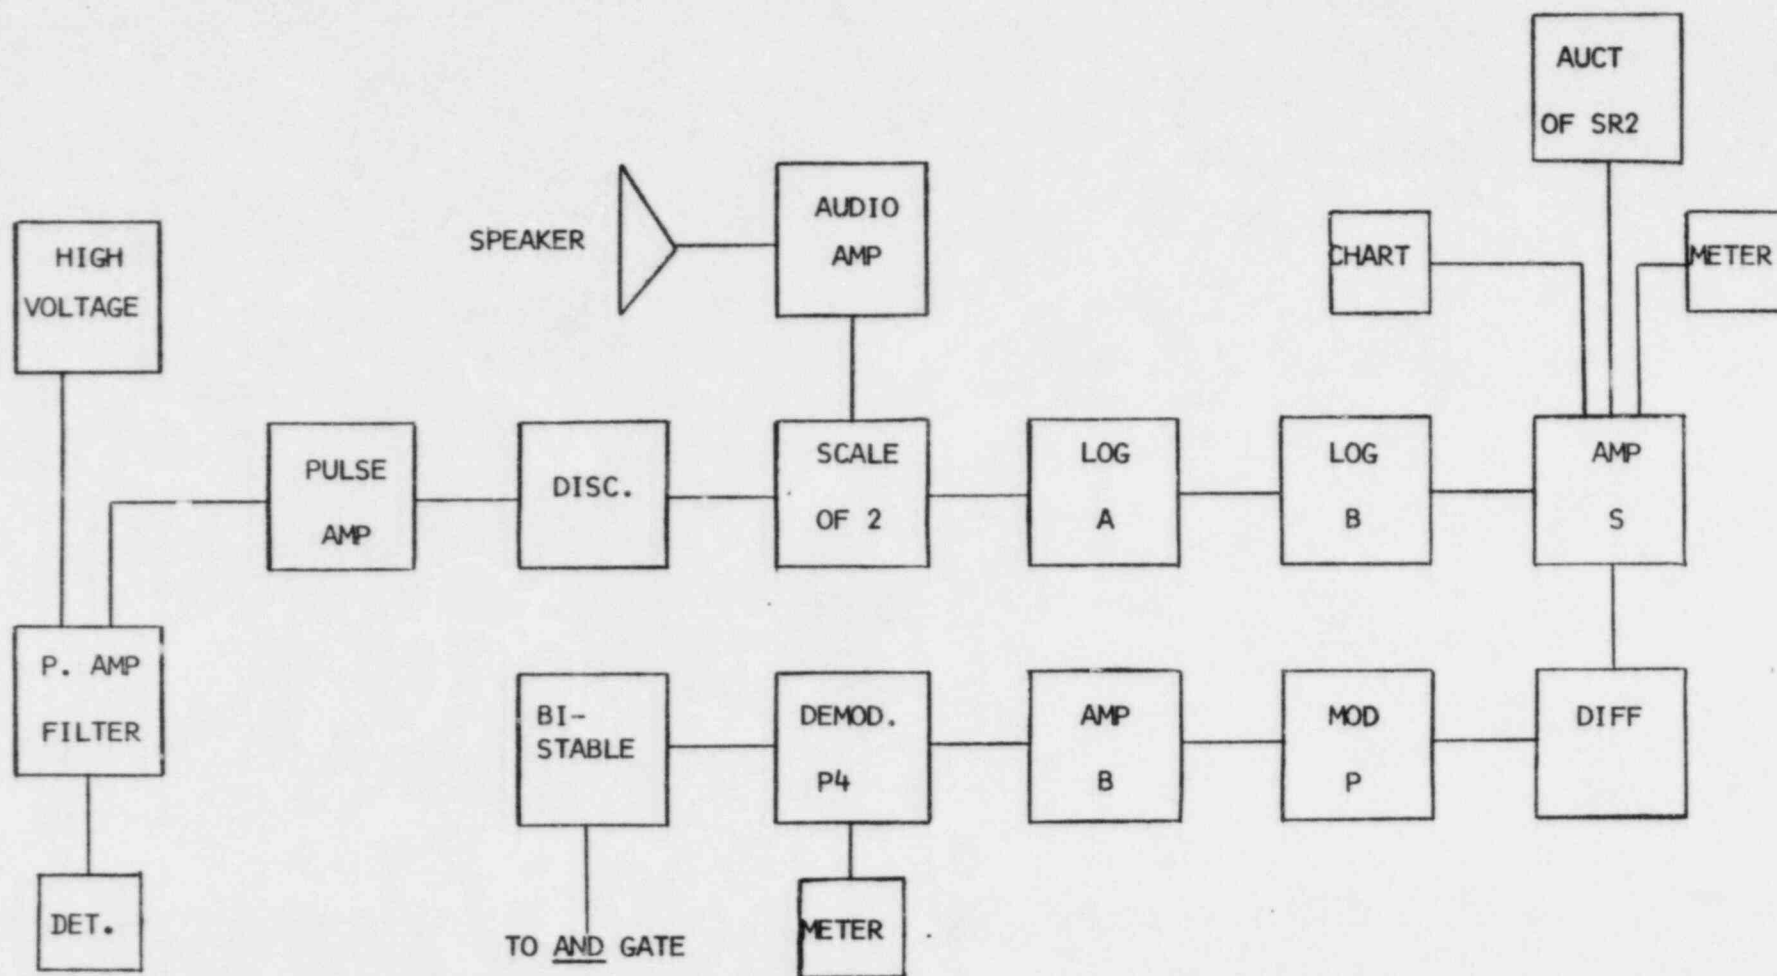 AUCT
OF SR2
SPEAKER
AUDIO
AMP
CHART
METER
HIGH
VOLTAGE
PULSE
AMP
DISC.
SCALE
OF 2
LOG
A
LOG
B
AMP
S
P. AMP
FILTER
BI-
STABLE
DEMOD.
P4
AMP
B
MOD
P
DIFF
DET.
TO AND GATE
METER